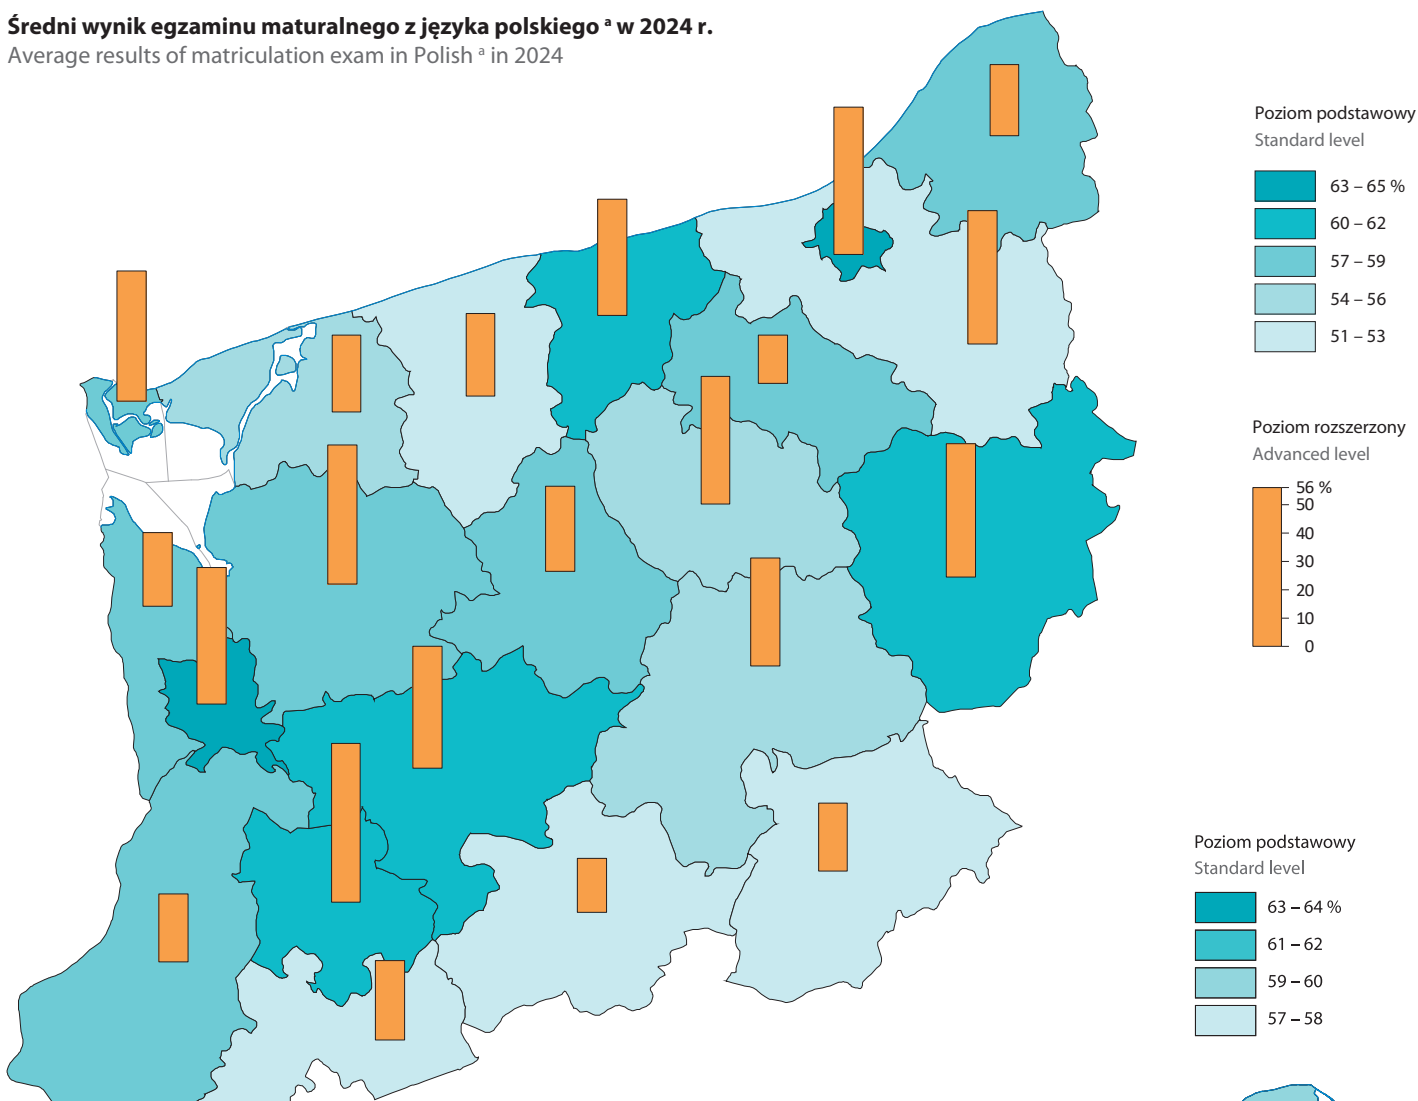 Średni wynik egzaminu maturalnego z języka polskiego ᵃ w 2024 r.
Average results of matriculation exam in Polish ᵃ in 2024
Poziom podstawowy
Standard level
63 – 65 %
60 – 62
57 – 59
54 – 56
51 – 53
Poziom rozszerzony
Advanced level
56 %
50
40
30
20
10
0
Poziom podstawowy
Standard level
63 – 64 %
61 – 62
59 – 60
57 – 58